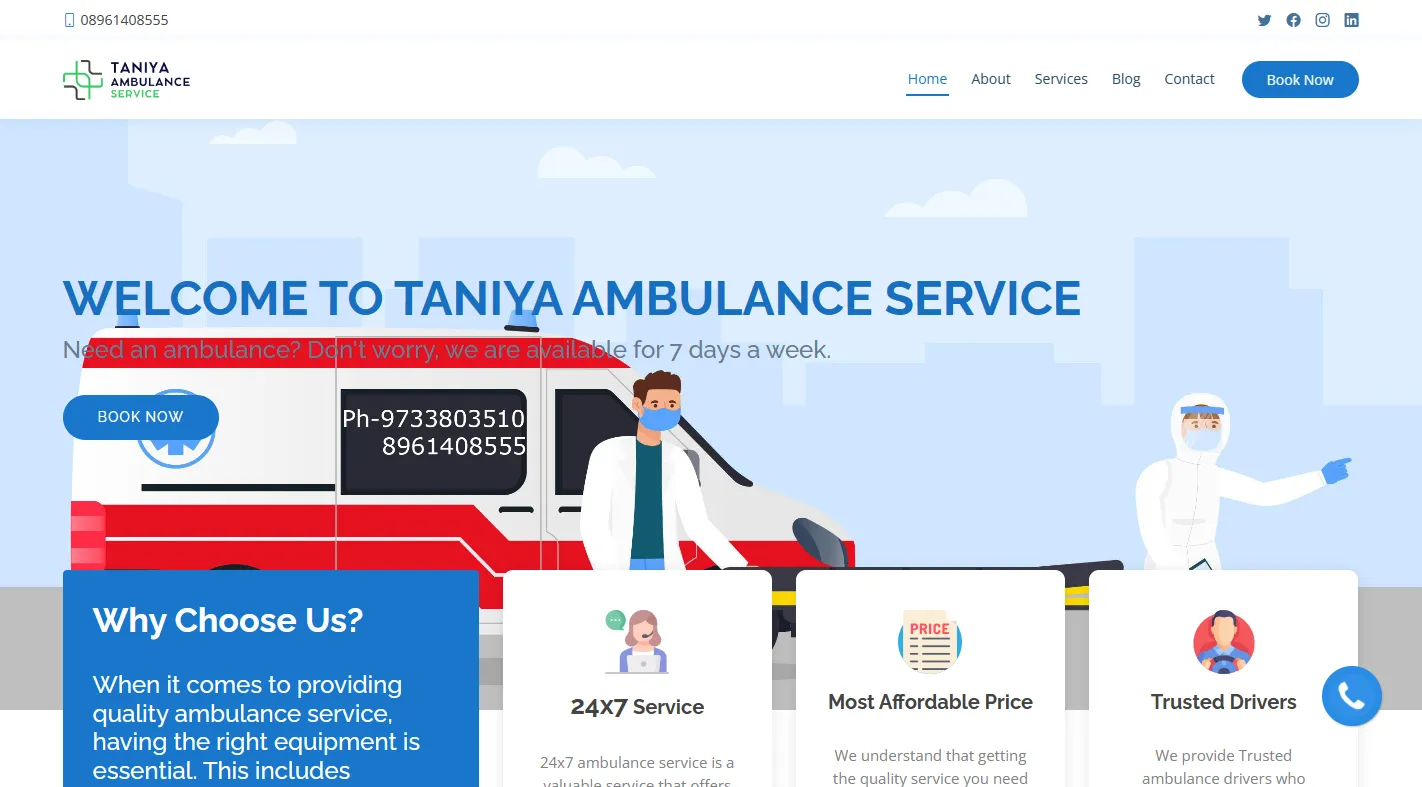 08961408555
TANIYA
AMBULANCE
SERVICE
Home About Services Blog Contact Book Now
WELCOME TO TANIYA AMBULANCE SERVICE
Need an ambulance? Don't worry, we are available for 7 days a week.
BOOK NOW
Ph-9733803510
8961408555
Why Choose Us?
When it comes to providing
quality ambulance service,
having the right equipment is
essential. This includes
24x7 Service
24x7 ambulance service is a
valuable service that offers
PRICE
Most Affordable Price
We understand that getting
the quality service you need
Trusted Drivers
We provide Trusted
ambulance drivers who